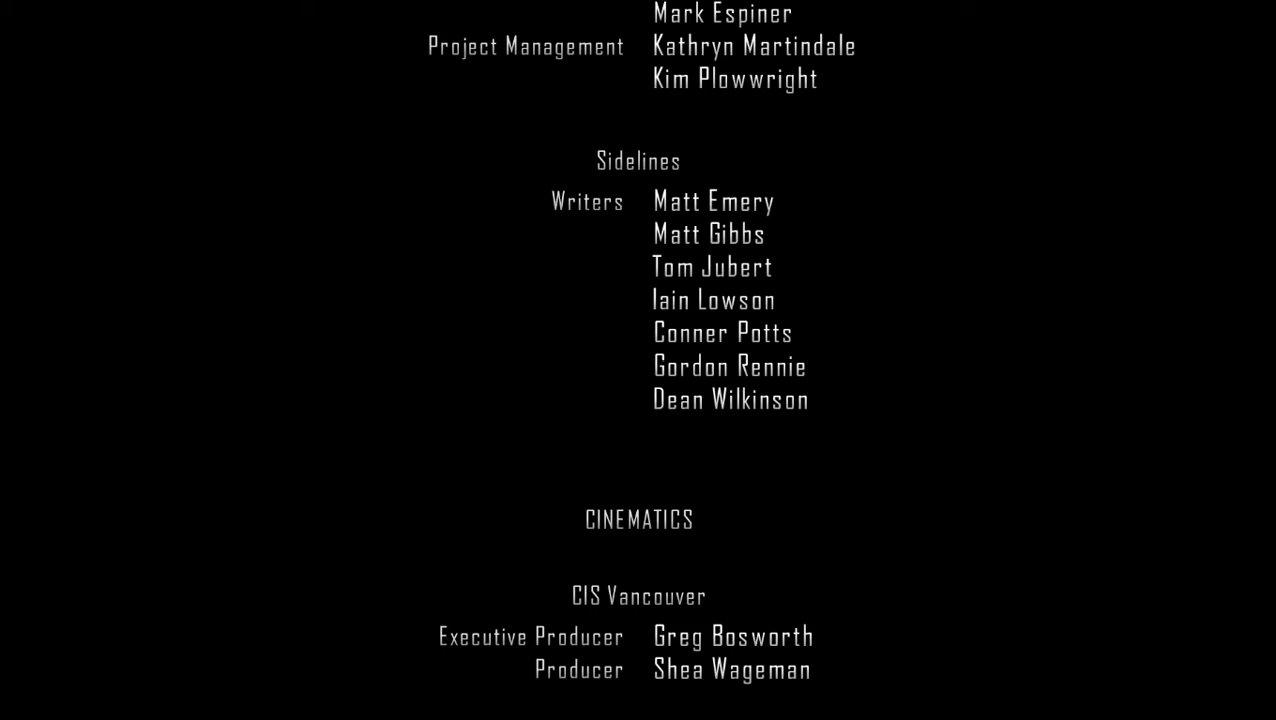 Mark Espiner
Project Management Kathryn Martindale
Kim Plowwright
Sidelines
Writers Matt Emery
Matt Gibbs
Tom Jubert
Iain Lowson
Conner Potts
Gordon Rennie
Dean Wilkinson
CINEMATICS
CIS Vancouver
Executive Producer Greg Bosworth
Producer Shea Wageman